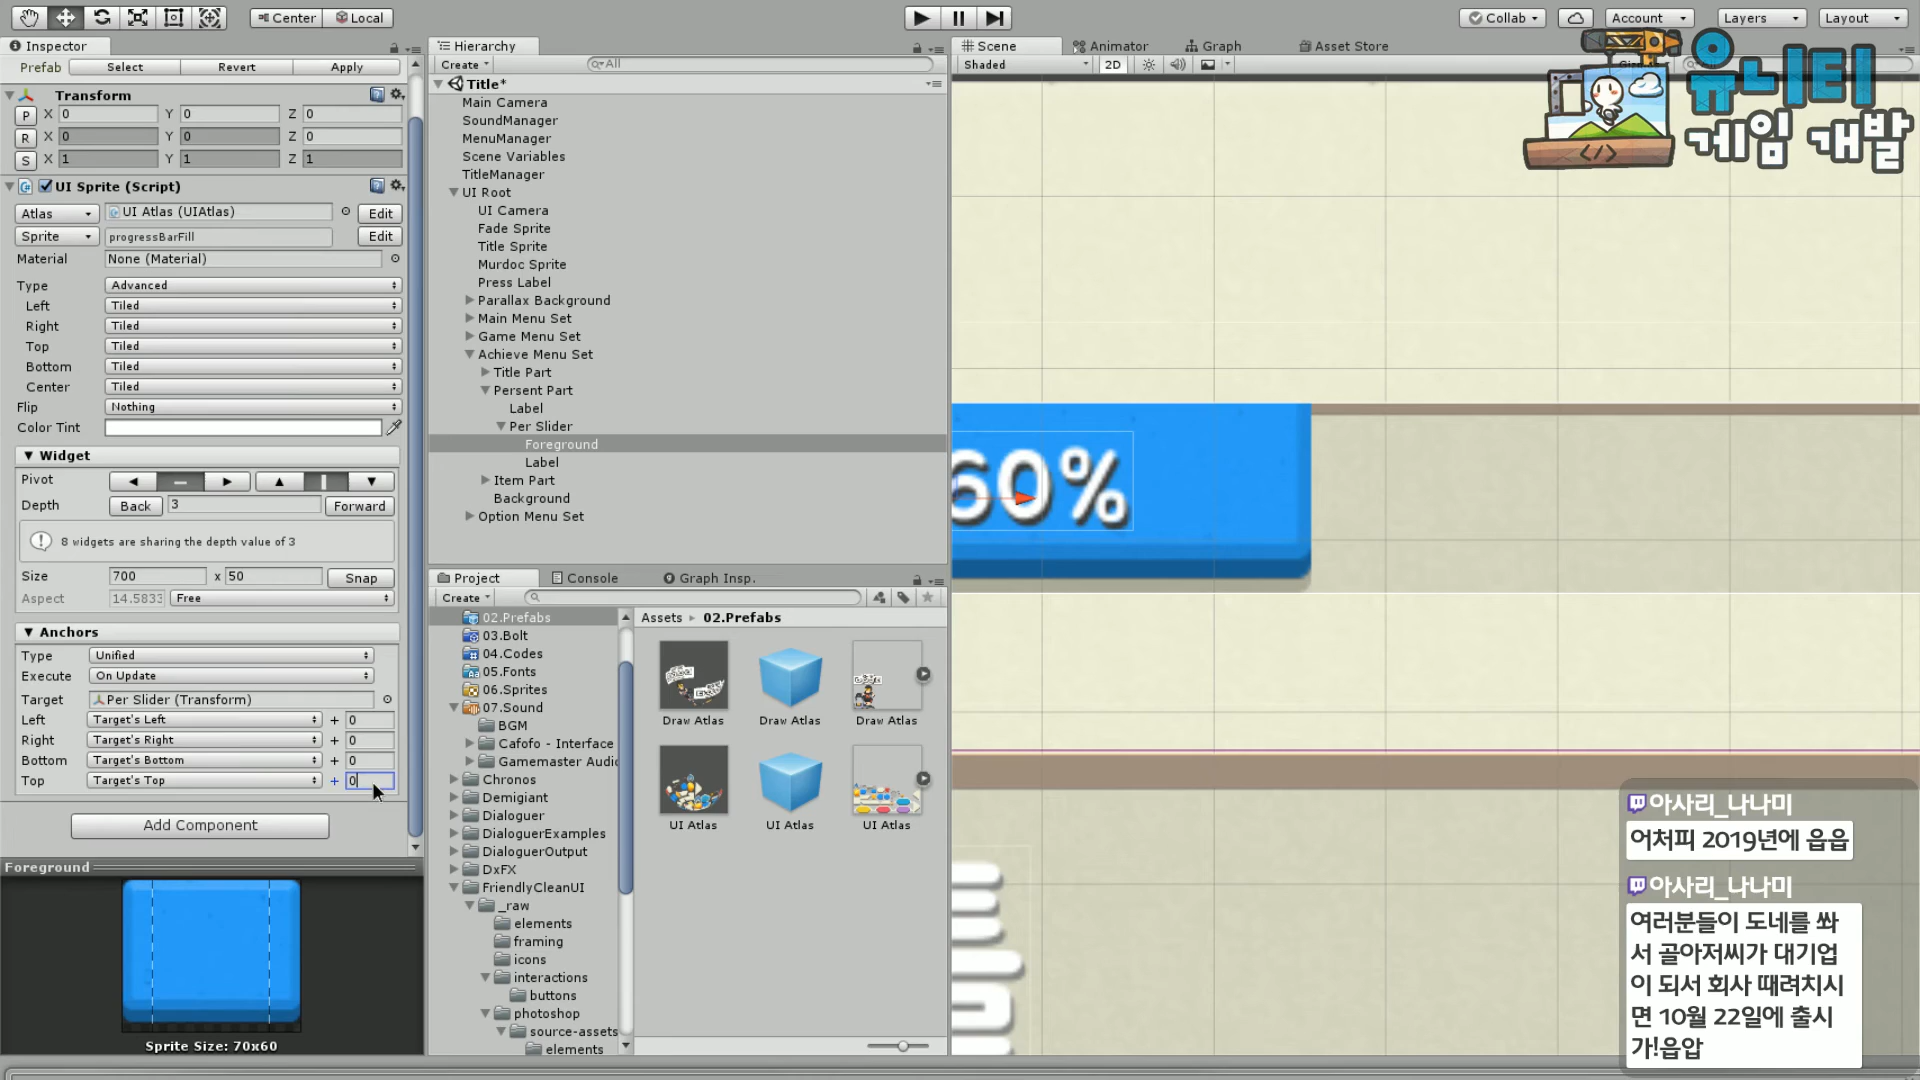 Center
Local
Collab
Account
Layers
Layout
Inspector
Prefab Select Revert Apply
Transform
P X 0 Y 0 Z 0
R X 0 Y 0 Z 0
S X 1 Y 1 Z 1
UI Sprite (Script)
Atlas UI Atlas (UIAtlas) Edit
Sprite progressBarFill Edit
Material None (Material)
Type Advanced
Left Tiled
Right Tiled
Top Tiled
Bottom Tiled
Center Tiled
Flip Nothing
Color Tint
Widget
Pivot
Depth Back 3 Forward
8 widgets are sharing the depth value of 3
Size 700 x 50 Snap
Aspect 14.5833 Free
Anchors
Type Unified
Execute On Update
Target Per Slider (Transform)
Left Target's Left + 0
Right Target's Right + 0
Bottom Target's Bottom + 0
Top Target's Top + 0
Add Component
Foreground
Sprite Size: 70x60
Hierarchy
Create All
Title*
Main Camera
SoundManager
MenuManager
Scene Variables
TitleManager
UI Root
UI Camera
Fade Sprite
Title Sprite
Murdoc Sprite
Press Label
Parallax Background
Main Menu Set
Game Menu Set
Achieve Menu Set
Title Part
Persent Part
Label
Per Slider
Foreground
Label
Item Part
Background
Option Menu Set
Project Console Graph Insp.
Create
02.Prefabs
03.Bolt
04.Codes
05.Fonts
06.Sprites
07.Sound
BGM
Cafofo - Interface
Gamemaster Audio
Chronos
Demigiant
Dialoguer
DialoguerExamples
DialoguerOutput
DxFX
FriendlyCleanUI
_raw
elements
framing
icons
interactions
buttons
photoshop
source-assets
elements
Assets 02.Prefabs
Draw Atlas Draw Atlas Draw Atlas
UI Atlas UI Atlas UI Atlas
Scene Animator Graph Asset Store
Shaded 2D
60%
유니티
게임 개발
</>
아사리_나나미
어처피 2019년에 읍읍
아사리_나나미
여러분들이 도네를 쏴
서 골아저씨가 대기업
이 되서 회사 때려치시
면 10월 22일에 출시
가!읍압